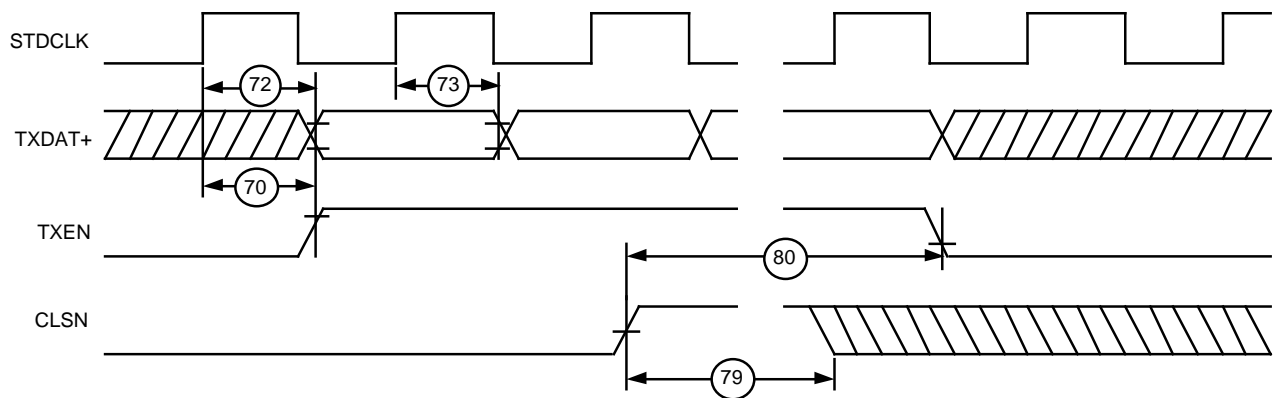 STDCLK
72
73
TXDAT+
70
TXEN
80
CLSN
79